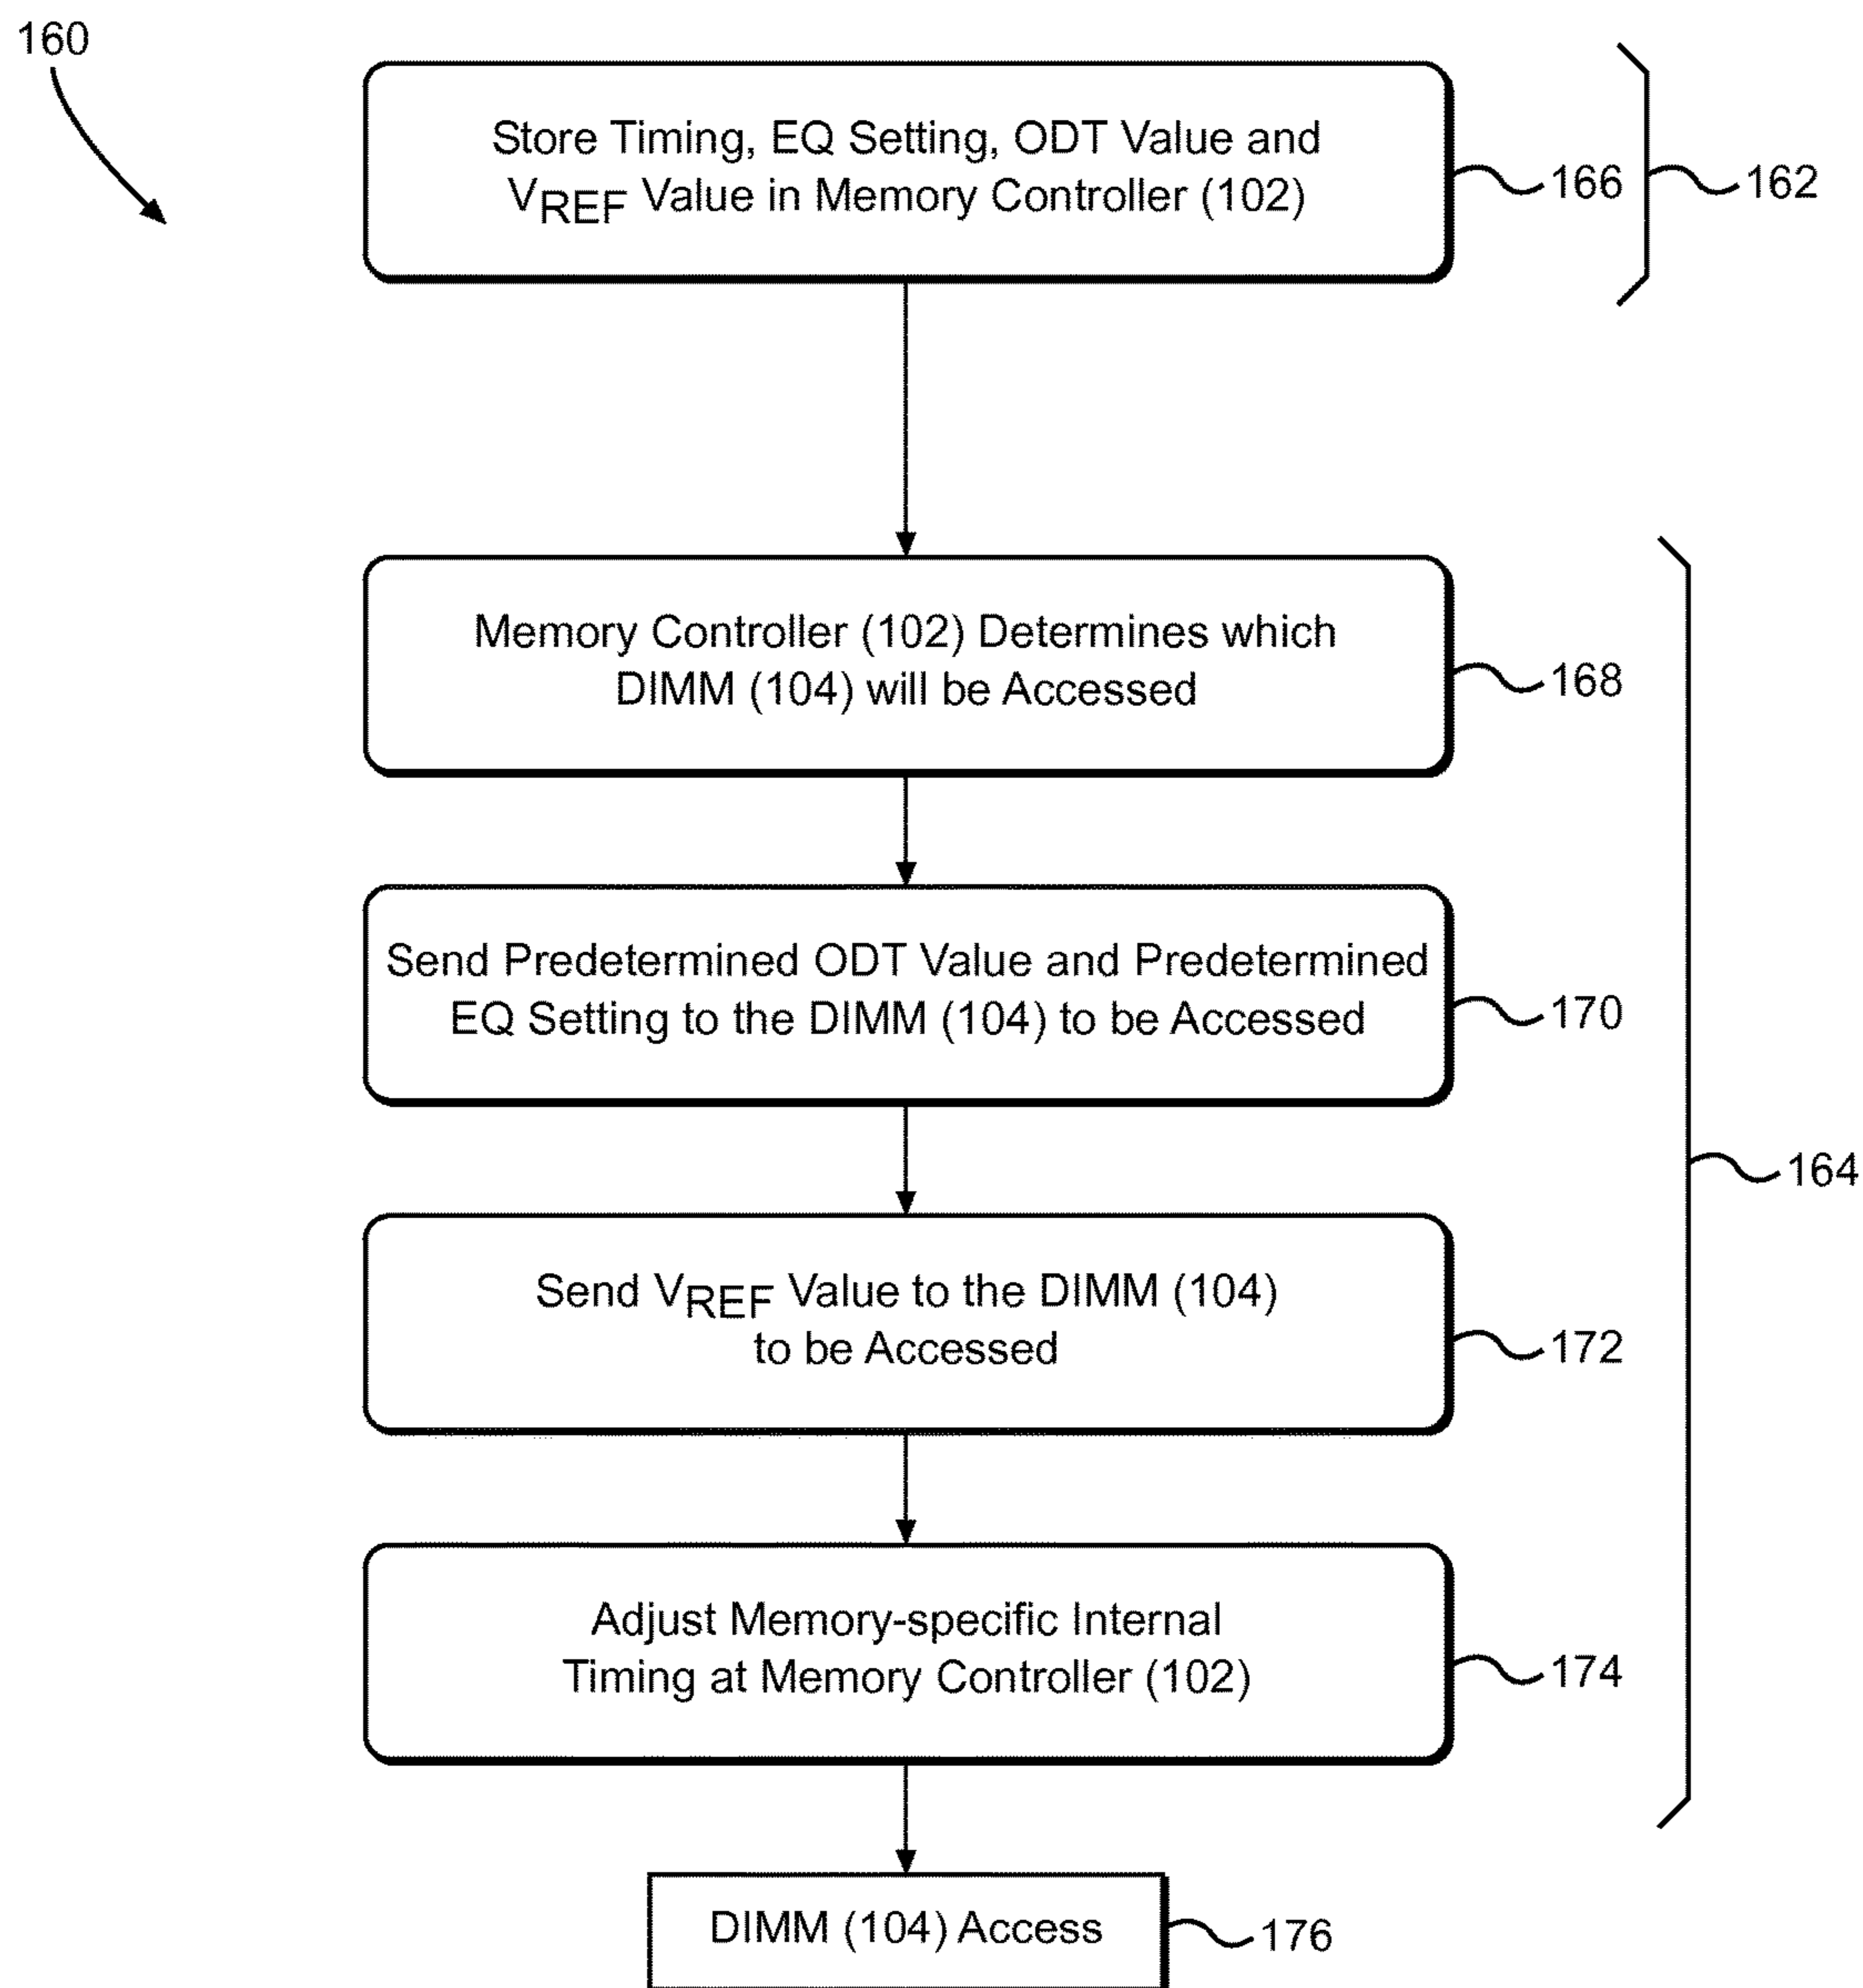 160
Store Timing, EQ Setting, ODT Value and
VREF Value in Memory Controller (102)
166
162
Memory Controller (102) Determines which
DIMM (104) will be Accessed
168
Send Predetermined ODT Value and Predetermined
EQ Setting to the DIMM (104) to be Accessed
170
164
Send VREF Value to the DIMM (104)
to be Accessed
172
Adjust Memory-specific Internal
Timing at Memory Controller (102)
174
DIMM (104) Access
176